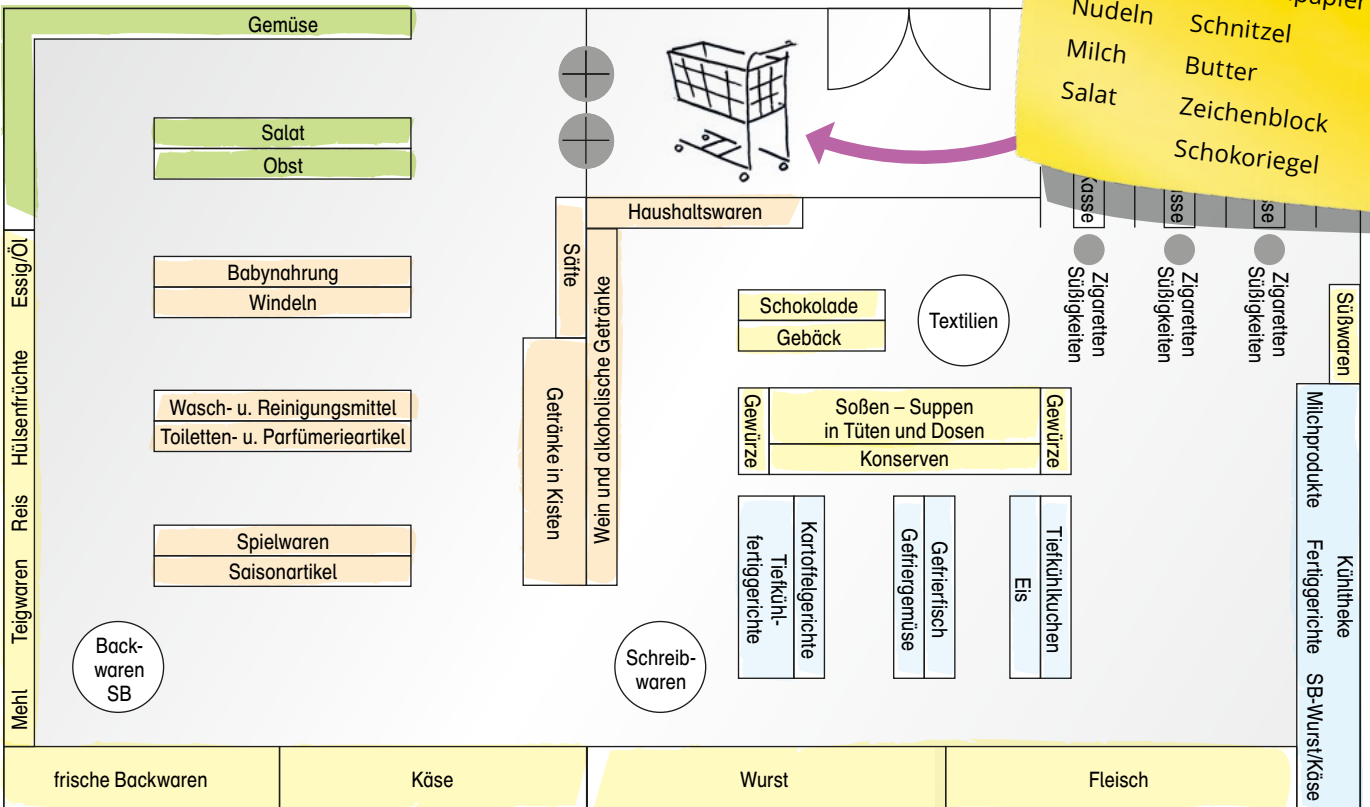 Nudeln
Schnitzel
Milch
Butter
Salat
Zeichenblock
Schokoriegel
Gemüse
Salat
Obst
Babynahrung
Windeln
Wasch- u. Reinigungsmittel
Toiletten- u. Parfümerieartikel
Spielwaren
Saisonartikel
Essig/Öl
Hülsenfrüchte
Reis
Teigwaren
Mehl
Back-
waren
SB
Haushaltswaren
Säfte
Getränke in Kisten
Wein und alkoholische Getränke
Schokolade
Gebäck
Textilien
Kasse
Zigaretten
Süßigkeiten
Zigaretten
Süßigkeiten
Zigaretten
Süßigkeiten
Süßwaren
Gewürze
Soßen – Suppen
in Tüten und Dosen
Konserven
Gewürze
Kartoffelgerichte
Tiefkühl-
fertiggerichte
Gefrierfisch
Gefriergemüse
Tiefkühlkuchen
Eis
Kühltheke
Milchprodukte
Fertiggerichte
SB-Wurst/Käse
Schreib-
waren
frische Backwaren
Käse
Wurst
Fleisch